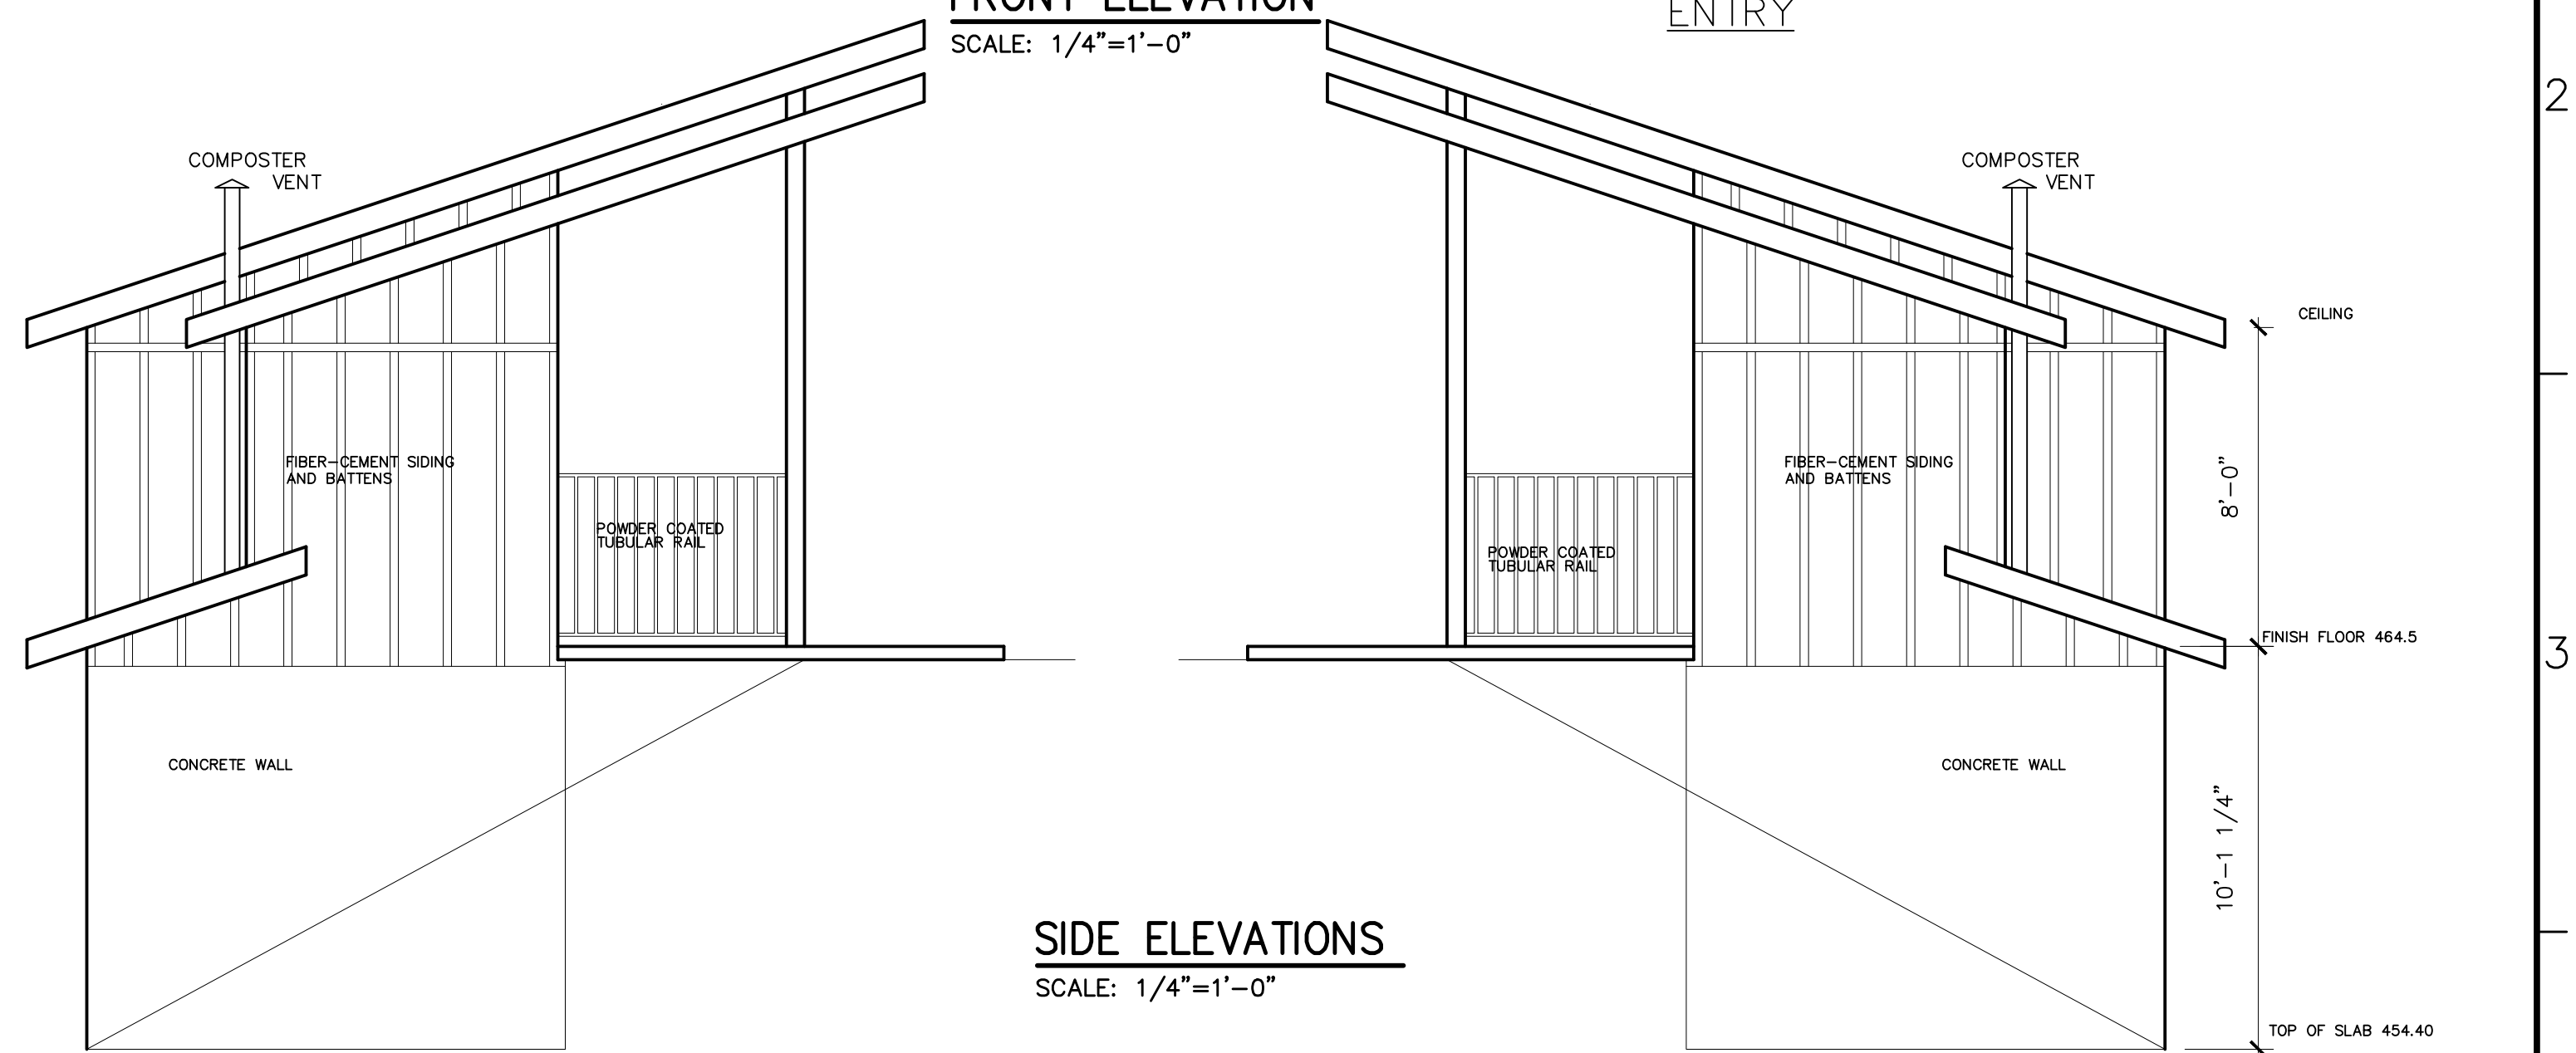 FRONT ELEVATION
SCALE: 1/4"=1'-0"
ENTRY
2
COMPOSTER
VENT
COMPOSTER
VENT
CEILING
FIBER-CEMENT SIDING
AND BATTENS
FIBER-CEMENT SIDING
AND BATTENS
8'-0"
POWDER COATED
TUBULAR RAIL
POWDER COATED
TUBULAR RAIL
FINISH FLOOR 464.5
3
CONCRETE WALL
CONCRETE WALL
10'-1 1/4"
SIDE ELEVATIONS
SCALE: 1/4"=1'-0"
TOP OF SLAB 454.40